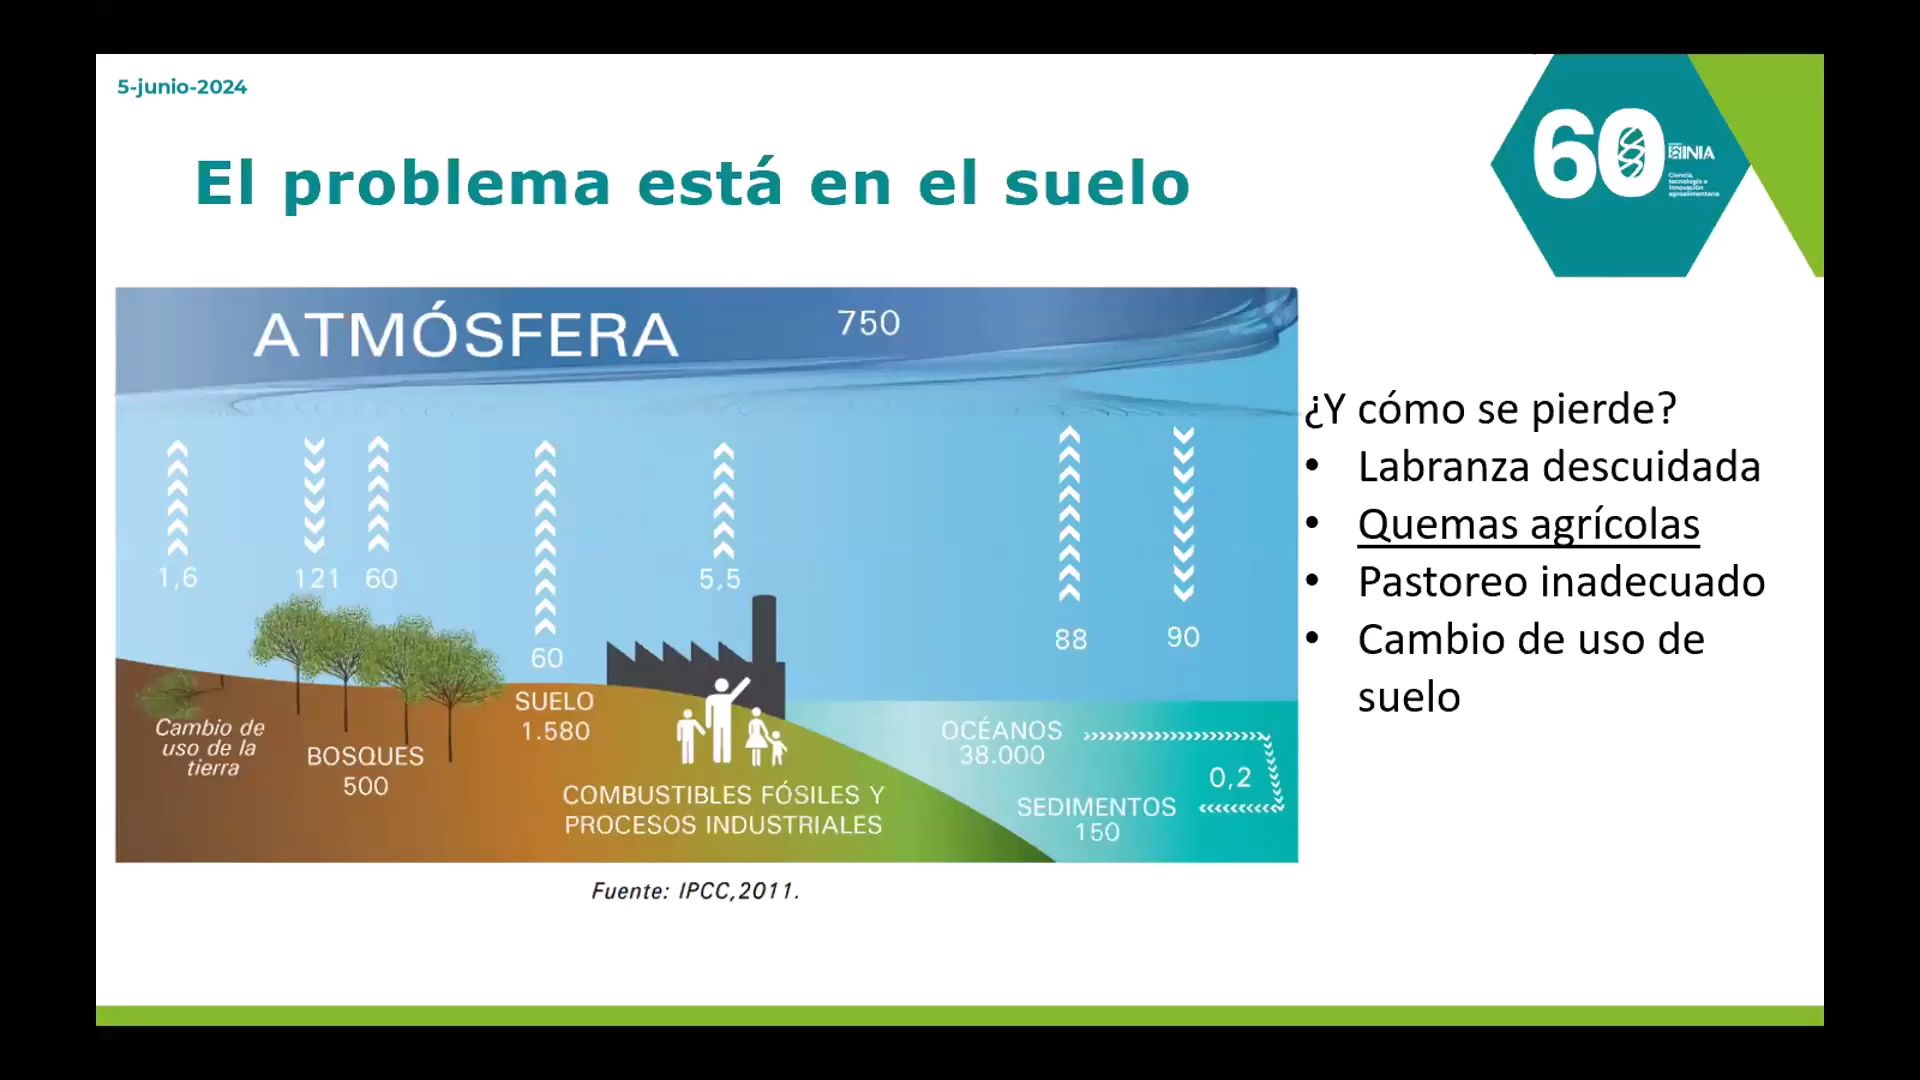 5-junio-2024
60
INIA
Ciencia,
tecnología e
innovación
agroalimentaria
El problema está en el suelo
ATMÓSFERA
750
1,6
121
60
60
5,5
88
90
Cambio de
uso de la
tierra
BOSQUES
500
SUELO
1.580
COMBUSTIBLES FÓSILES Y
PROCESOS INDUSTRIALES
OCÉANOS
38.000
0,2
SEDIMENTOS
150
Fuente: IPCC,2011.
¿Y cómo se pierde?
• Labranza descuidada
• Quemas agrícolas
• Pastoreo inadecuado
• Cambio de uso de
suelo